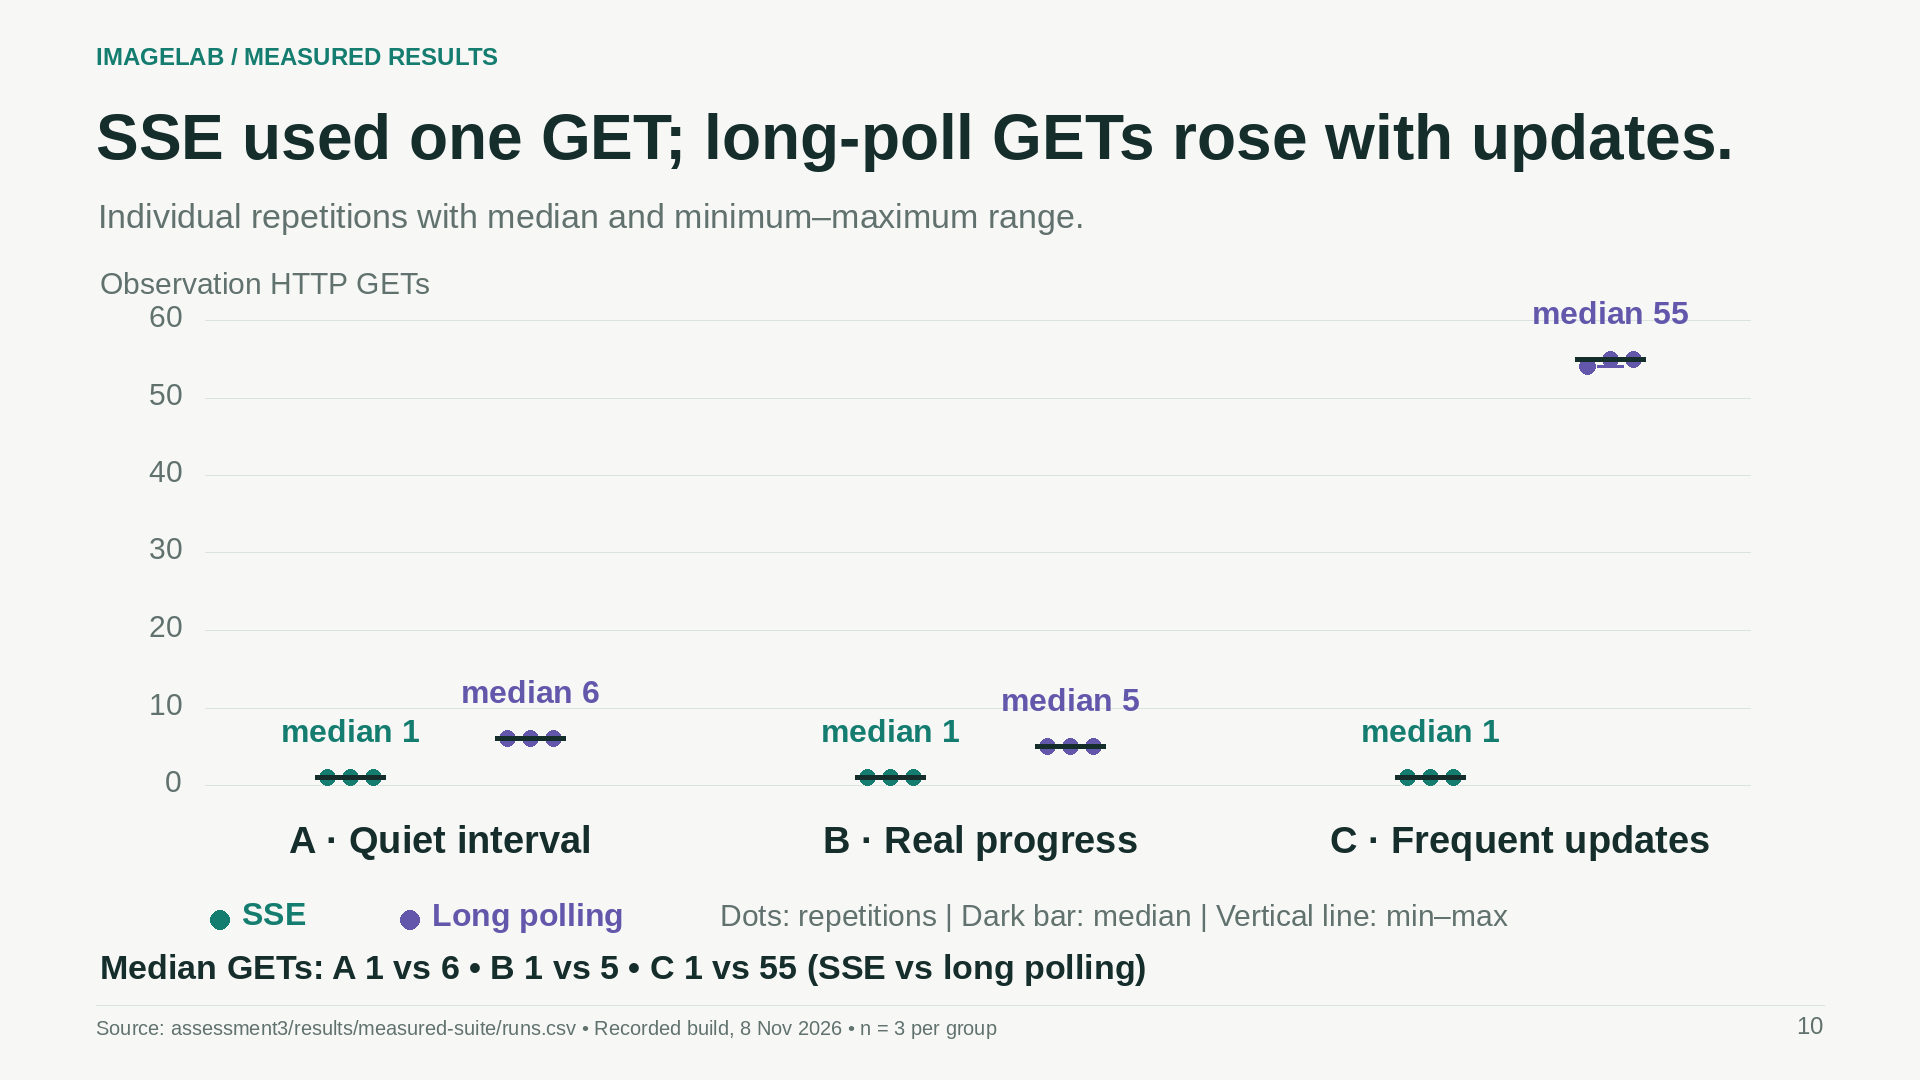 IMAGELAB / MEASURED RESULTS
SSE used one GET; long-poll GETs rose with updates.
Individual repetitions with median and minimum–maximum range.
Observation HTTP GETs
60
median 55
50
40
30
20
10
median 6
median 5
median 1
median 1
median 1
0
A · Quiet interval
B · Real progress
C · Frequent updates
SSE
Long polling
Dots: repetitions | Dark bar: median | Vertical line: min–max
Median GETs: A 1 vs 6 • B 1 vs 5 • C 1 vs 55 (SSE vs long polling)
Source: assessment3/results/measured-suite/runs.csv • Recorded build, 8 Nov 2026 • n = 3 per group
10